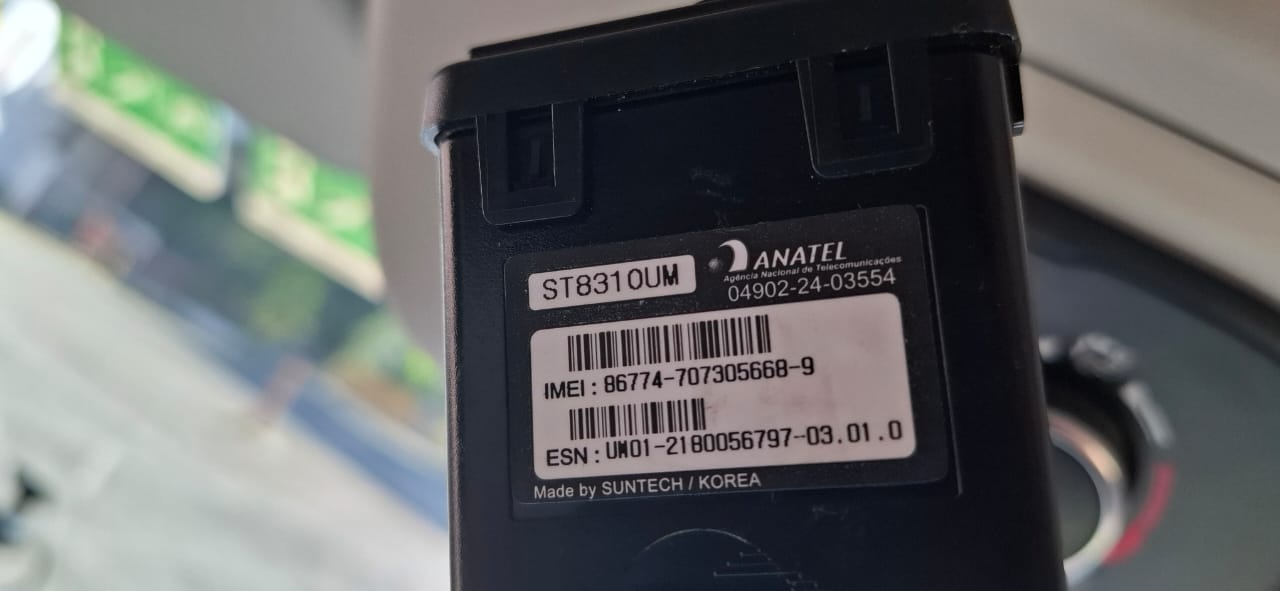 ST8310UM
ANATEL
Agência Nacional de Telecomunicações
04902-24-03554
IMEI : 86774-707305668-9
ESN : UM01-2180056797-03.01.0
Made by SUNTECH / KOREA